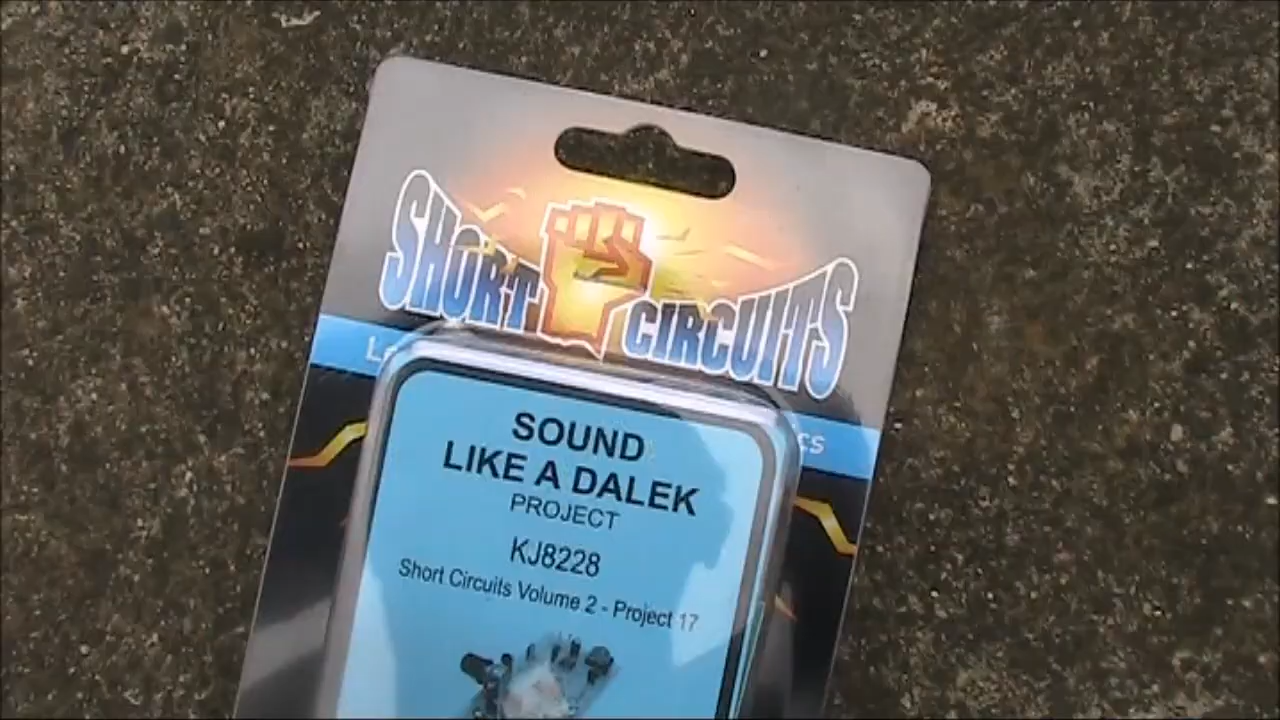 SHORT CIRCUITS
SOUND
LIKE A DALEK
PROJECT
KJ8228
Short Circuits Volume 2 - Project 17